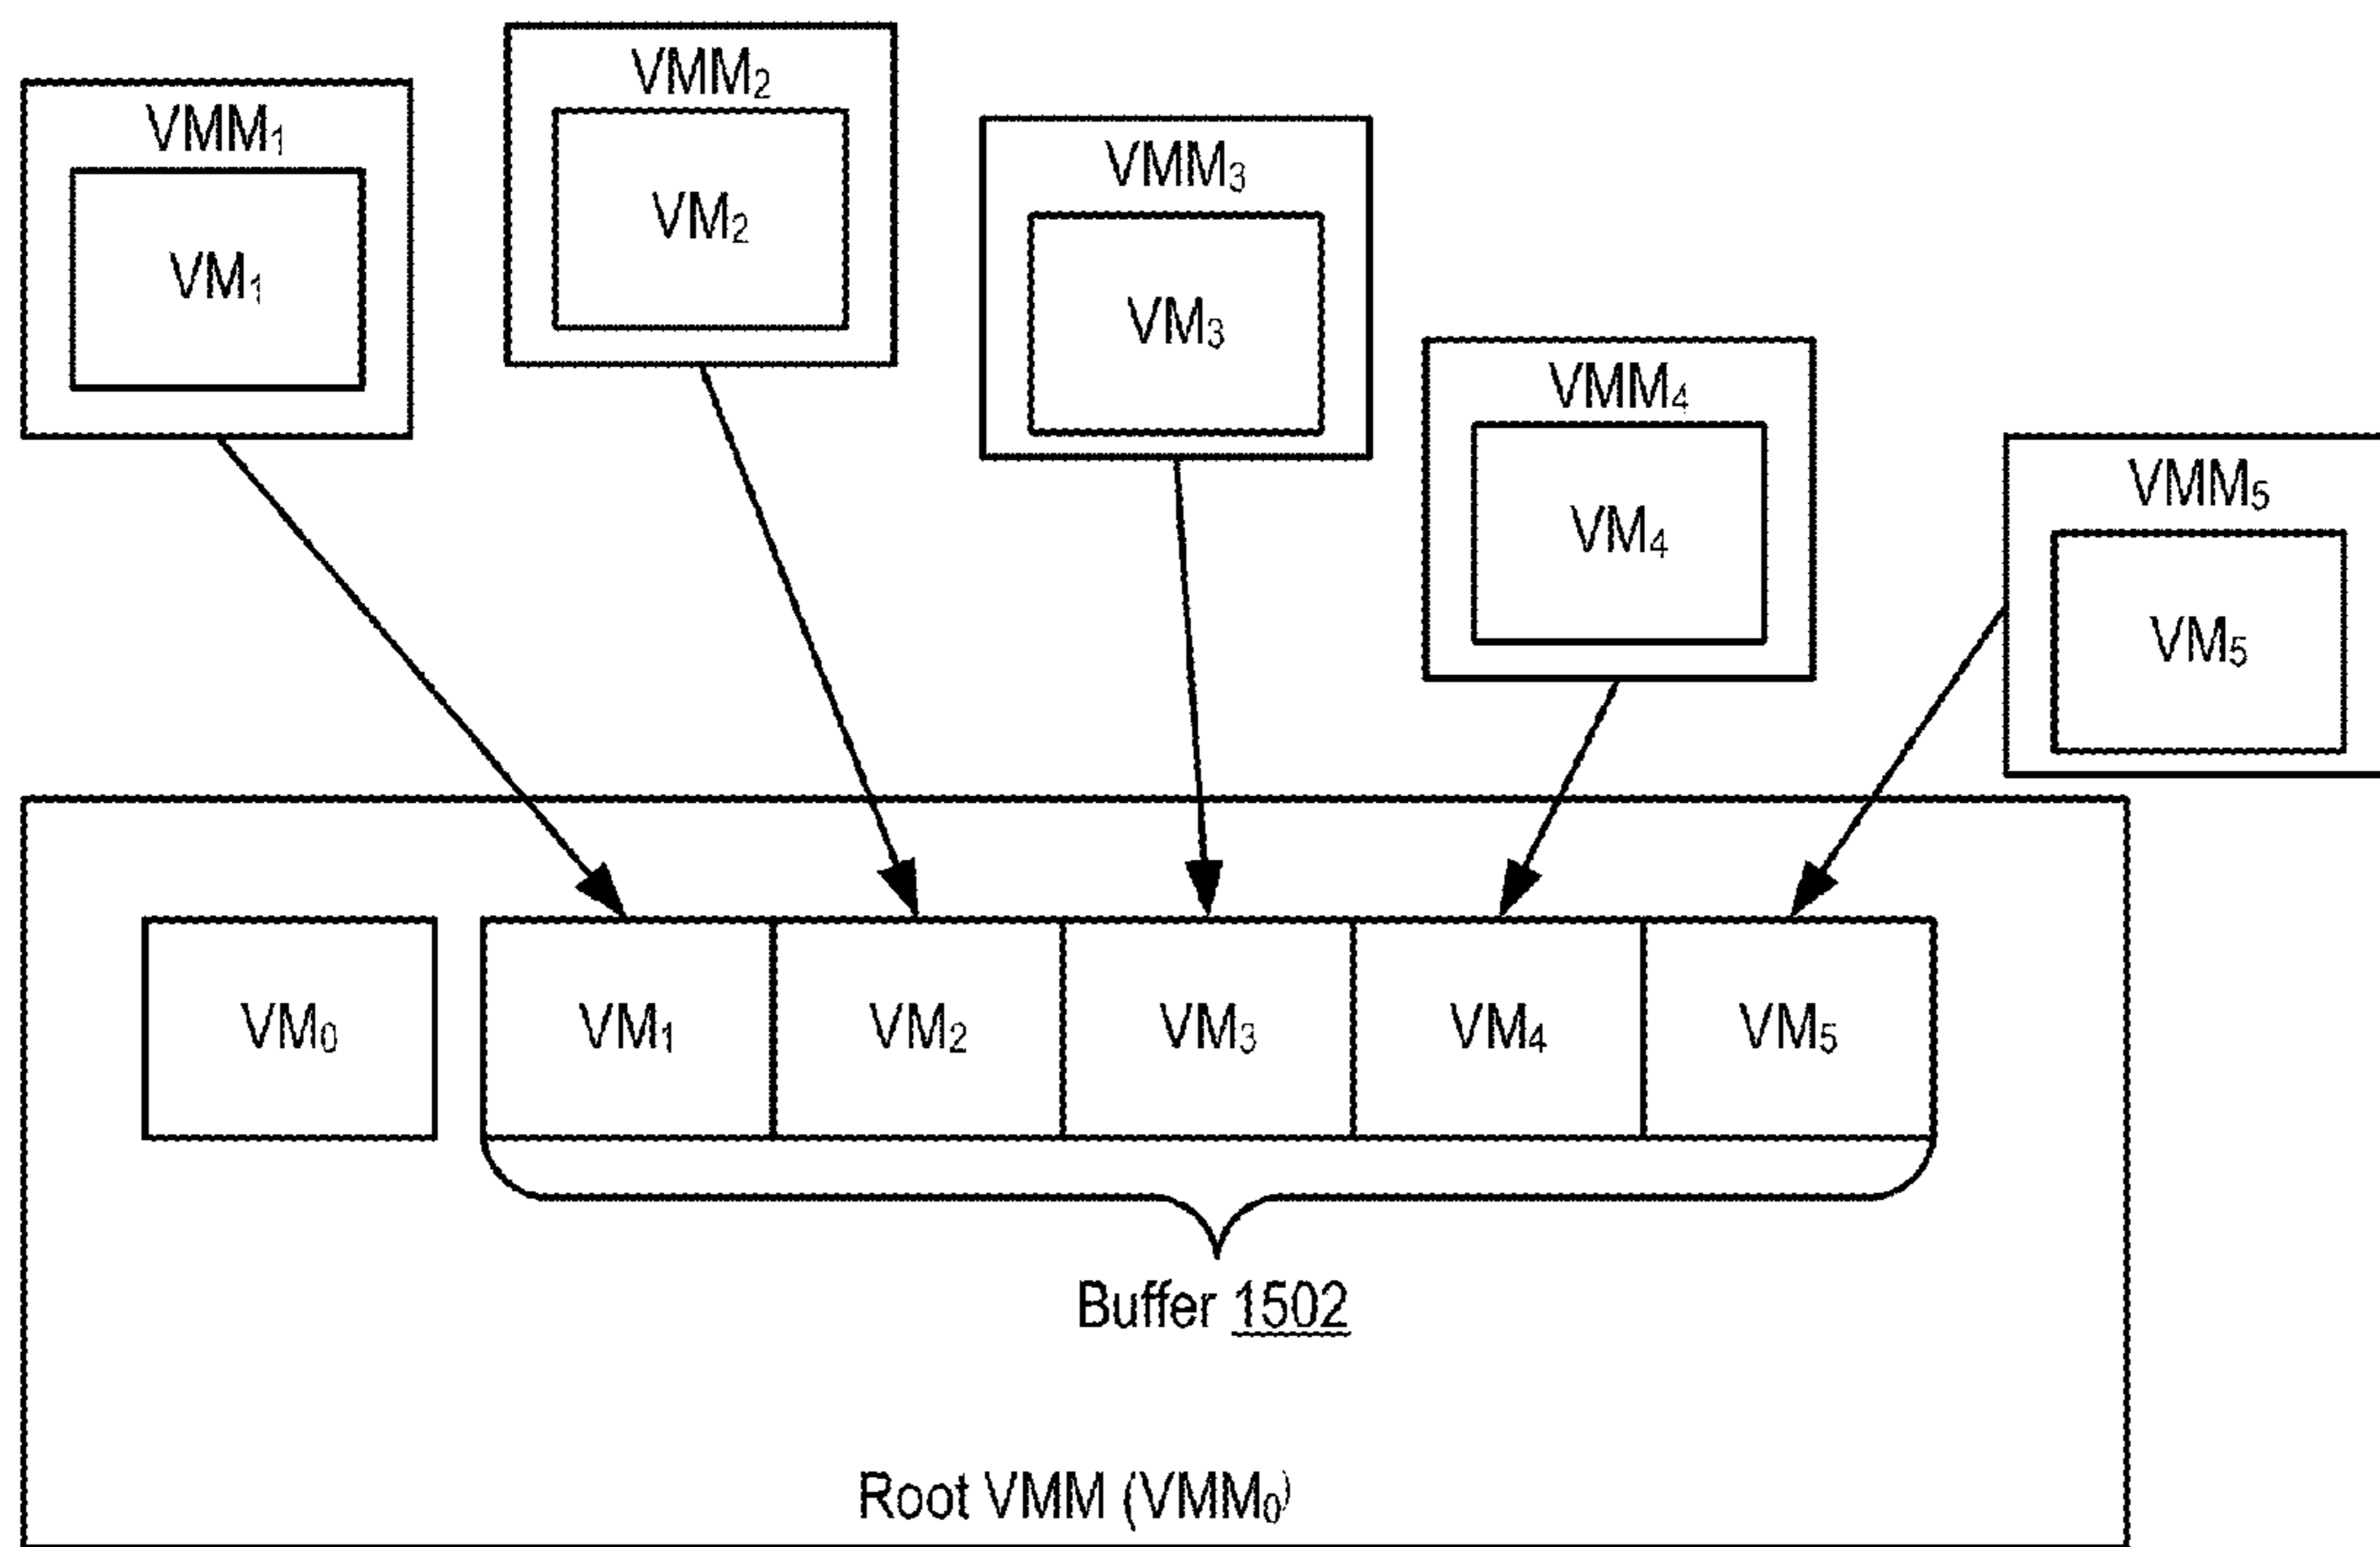 VMM₁
VM₁
VMM₂
VM₂
VMM₃
VM₃
VMM₄
VM₄
VMM₅
VM₅
VM₀
VM₁
VM₂
VM₃
VM₄
VM₅
Buffer 1502
Root VMM (VMM₀)